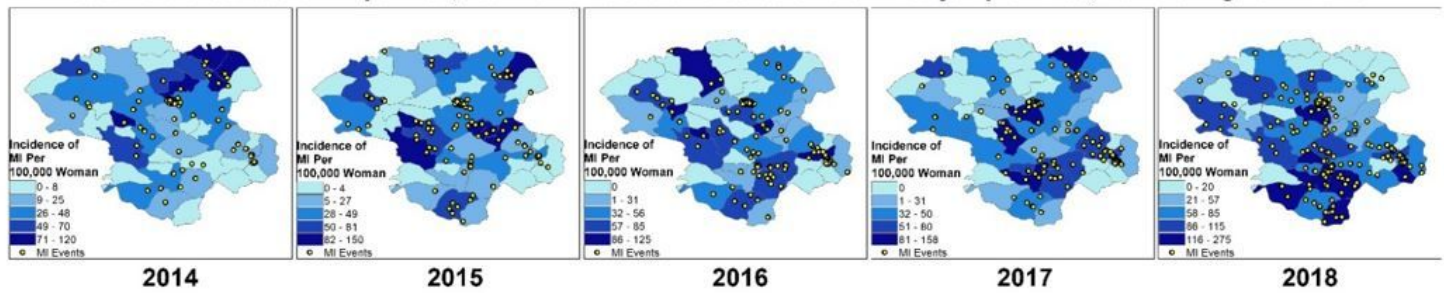 Incidence of
MI Per
100,000 Woman
0 - 8
9 - 25
26 - 48
49 - 70
71 - 120
MI Events
2014
Incidence of
MI Per
100,000 Woman
0 - 4
5 - 27
28 - 49
50 - 81
82 - 150
MI Events
2015
Incidence of
MI Per
100,000 Woman
0
1 - 31
32 - 56
57 - 85
86 - 125
MI Events
2016
Incidence of
MI Per
100,000 Woman
0
1 - 31
32 - 50
51 - 80
81 - 158
MI Events
2017
Incidence of
MI Per
100,000 Woman
0 - 20
21 - 57
58 - 85
86 - 115
116 - 275
MI Events
2018